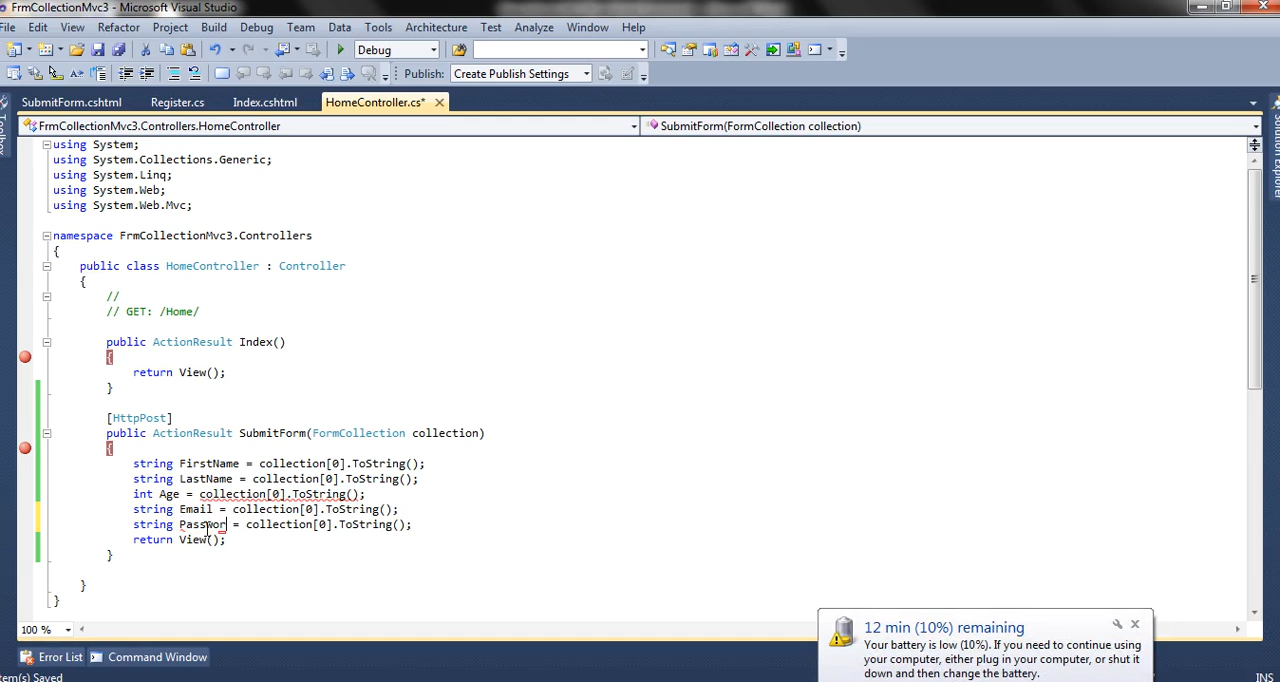 FrmCollectionMvc3 - Microsoft Visual Studio
File Edit View Refactor Project Build Debug Team Data Tools Architecture Test Analyze Window Help
Debug
Publish: Create Publish Settings
SubmitForm.cshtml Register.cs Index.cshtml HomeController.cs*
FrmCollectionMvc3.Controllers.HomeController SubmitForm(FormCollection collection)
Toolbox
Solution Explorer
using System;
using System.Collections.Generic;
using System.Linq;
using System.Web;
using System.Web.Mvc;
namespace FrmCollectionMvc3.Controllers
{
public class HomeController : Controller
{
//
// GET: /Home/
public ActionResult Index()
{
return View();
}
[HttpPost]
public ActionResult SubmitForm(FormCollection collection)
{
string FirstName = collection[0].ToString();
string LastName = collection[0].ToString();
int Age = collection[0].ToString();
string Email = collection[0].ToString();
string Passwor = collection[0].ToString();
return View();
}
}
}
100 %
12 min (10%) remaining
Your battery is low (10%). If you need to continue using
your computer, either plug in your computer, or shut it
down and then change the battery.
Error List Command Window
tem(s) Saved INS